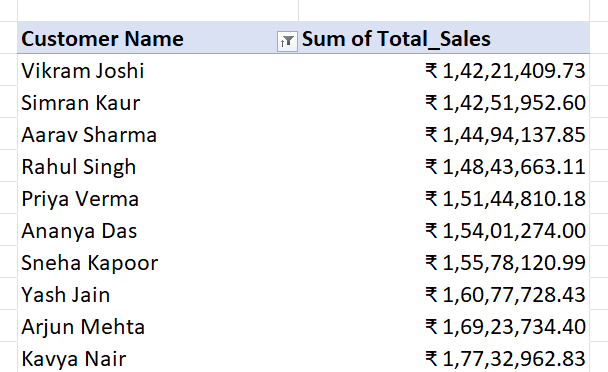 Customer Name Sum of Total_Sales
Vikram Joshi ₹ 1,42,21,409.73
Simran Kaur ₹ 1,42,51,952.60
Aarav Sharma ₹ 1,44,94,137.85
Rahul Singh ₹ 1,48,43,663.11
Priya Verma ₹ 1,51,44,810.18
Ananya Das ₹ 1,54,01,274.00
Sneha Kapoor ₹ 1,55,78,120.99
Yash Jain ₹ 1,60,77,728.43
Arjun Mehta ₹ 1,69,23,734.40
Kavya Nair ₹ 1,77,32,962.83